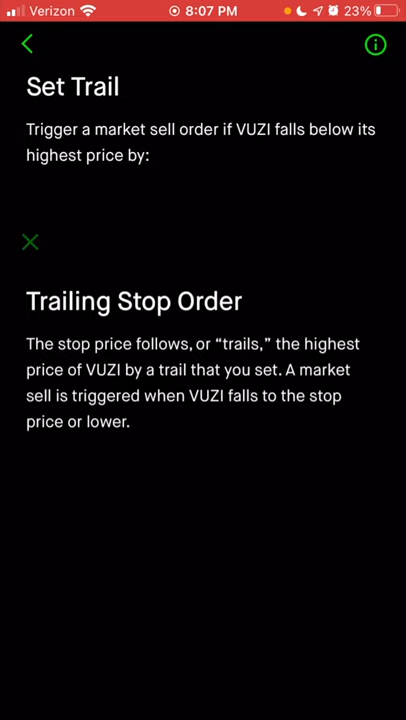 Verizon 8:07 PM 23%
Set Trail
Trigger a market sell order if VUZI falls below its
highest price by:
Trailing Stop Order
The stop price follows, or “trails,” the highest
price of VUZI by a trail that you set. A market
sell is triggered when VUZI falls to the stop
price or lower.